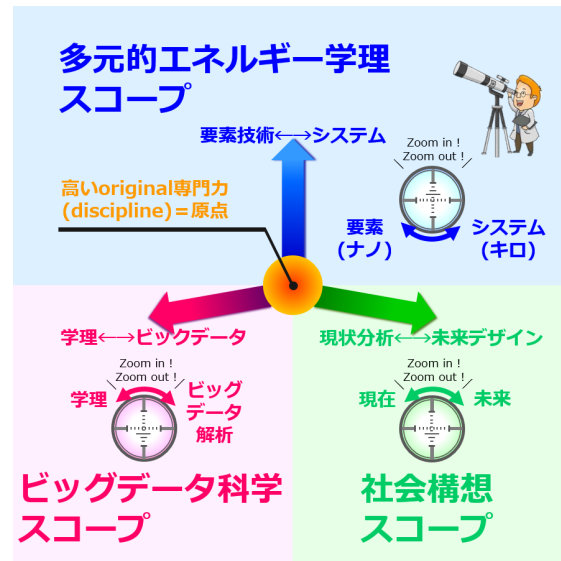 多元的エネルギー学理
スコープ
要素技術←→システム
Zoom in !
Zoom out !
高いoriginal専門力
(discipline)＝原点
要素
(ナノ)
システム
(キロ)
学理←→ビックデータ
Zoom in !
Zoom out !
学理
ビッグ
データ
解析
ビッグデータ科学
スコープ
現状分析←→未来デザイン
Zoom in !
Zoom out !
現在
未来
社会構想
スコープ